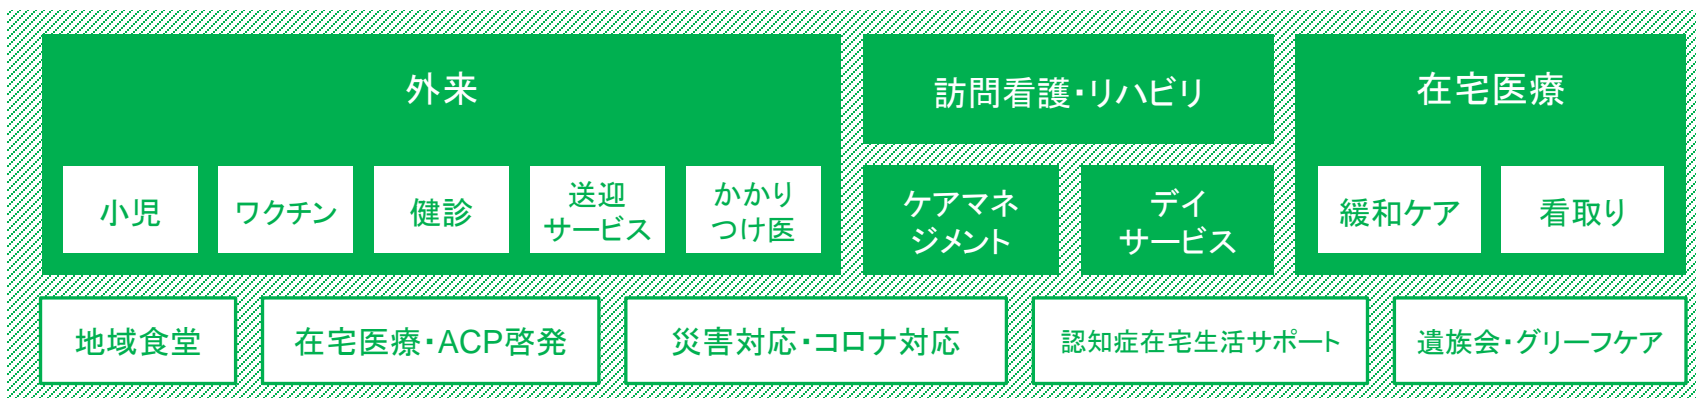 外来
小児
ワクチン
健診
送迎
サービス
かかり
つけ医
訪問看護・リハビリ
ケアマネ
ジメント
デイ
サービス
在宅医療
緩和ケア
看取り
地域食堂
在宅医療・ACP啓発
災害対応・コロナ対応
認知症在宅生活サポート
遺族会・グリーフケア